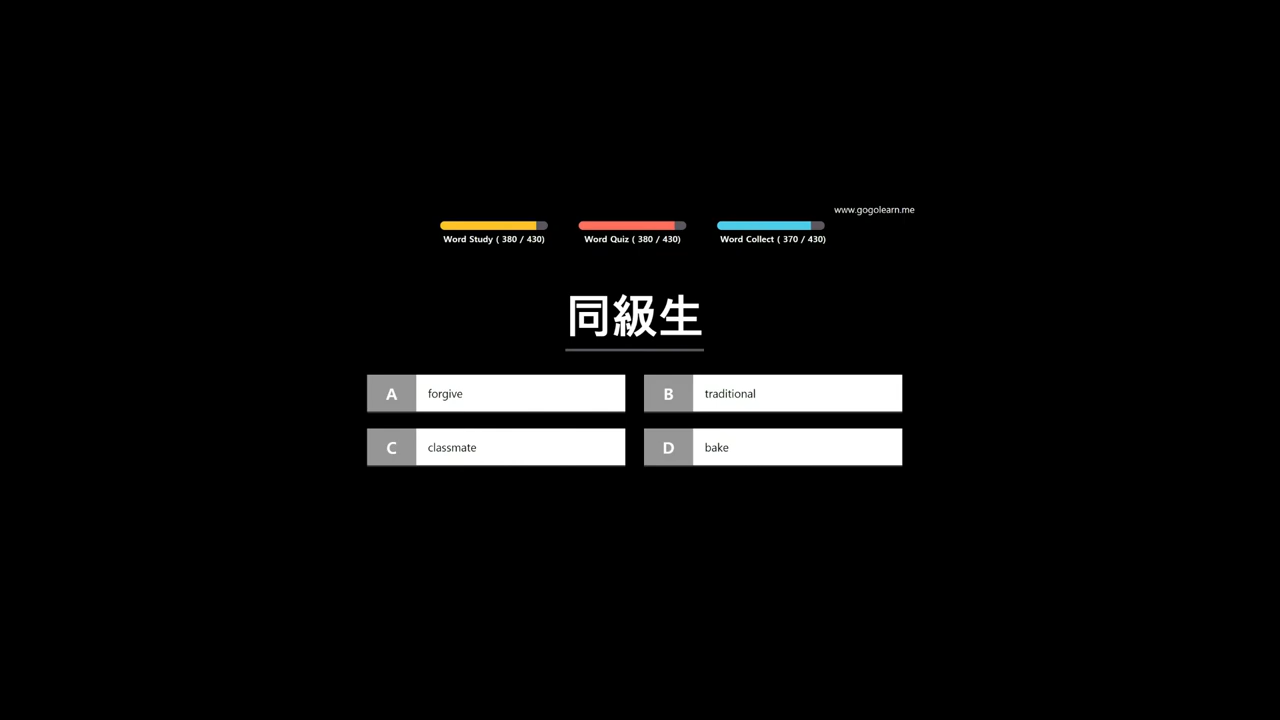 www.gogolearn.me
Word Study ( 380 / 430)
Word Quiz ( 380 / 430)
Word Collect ( 370 / 430)
同級生
A forgive
B traditional
C classmate
D bake